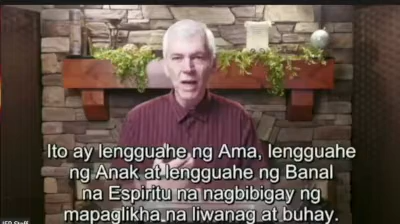 Ito ay lengguahe ng Ama, lengguahe
ng Anak at lengguahe ng Banal
na Espiritu na nagbibigay ng
mapaglikha na liwanag at buhay.